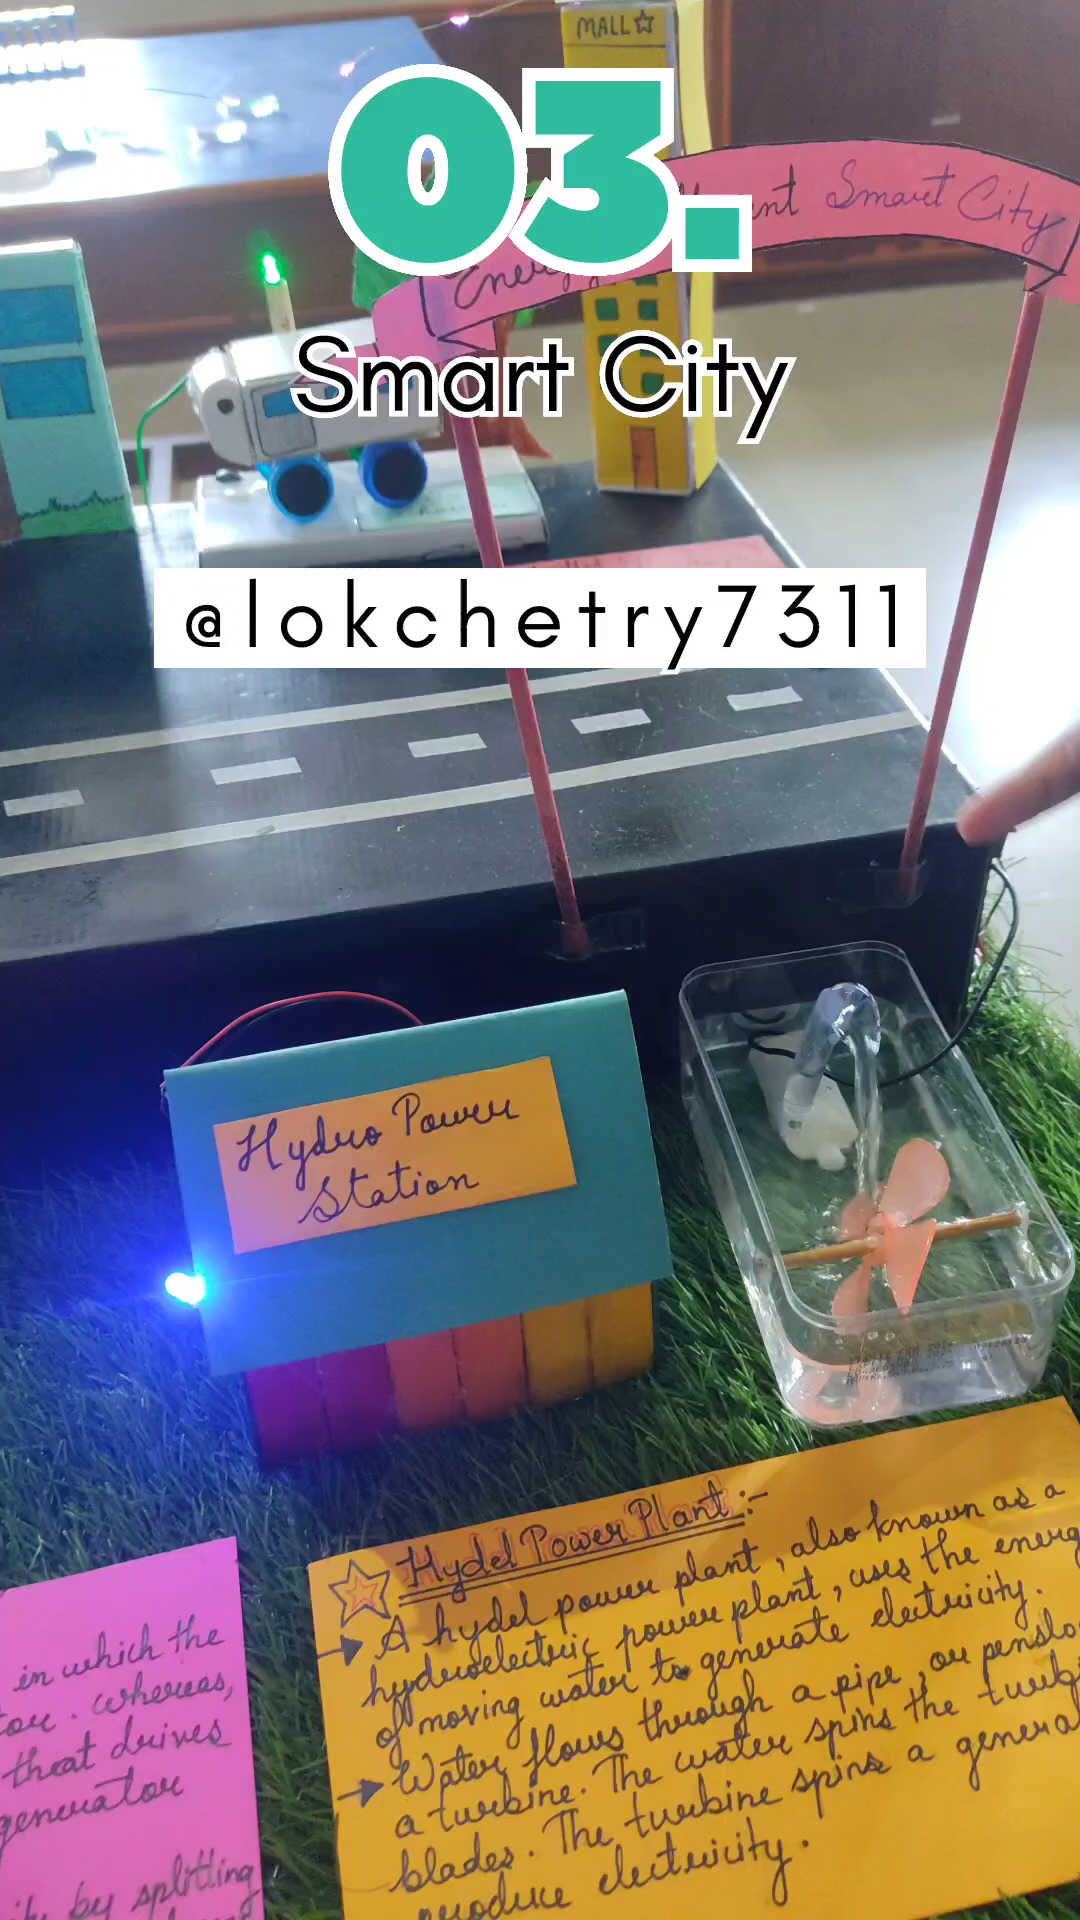 MALL
03.
Smart City
Energy
Smart City
@lokchetry7311
Hydro Power
Station
Hydel Power Plant :-
A hydel power plant, also known as a
hydroelectric power plant, uses the
of moving water to generate electricity.
Water flows through a pipe, or
a turbine. The water spins the
blades. The turbine spins a
produce electricity.
in which the
whereas,
that drives
generator
by splitting